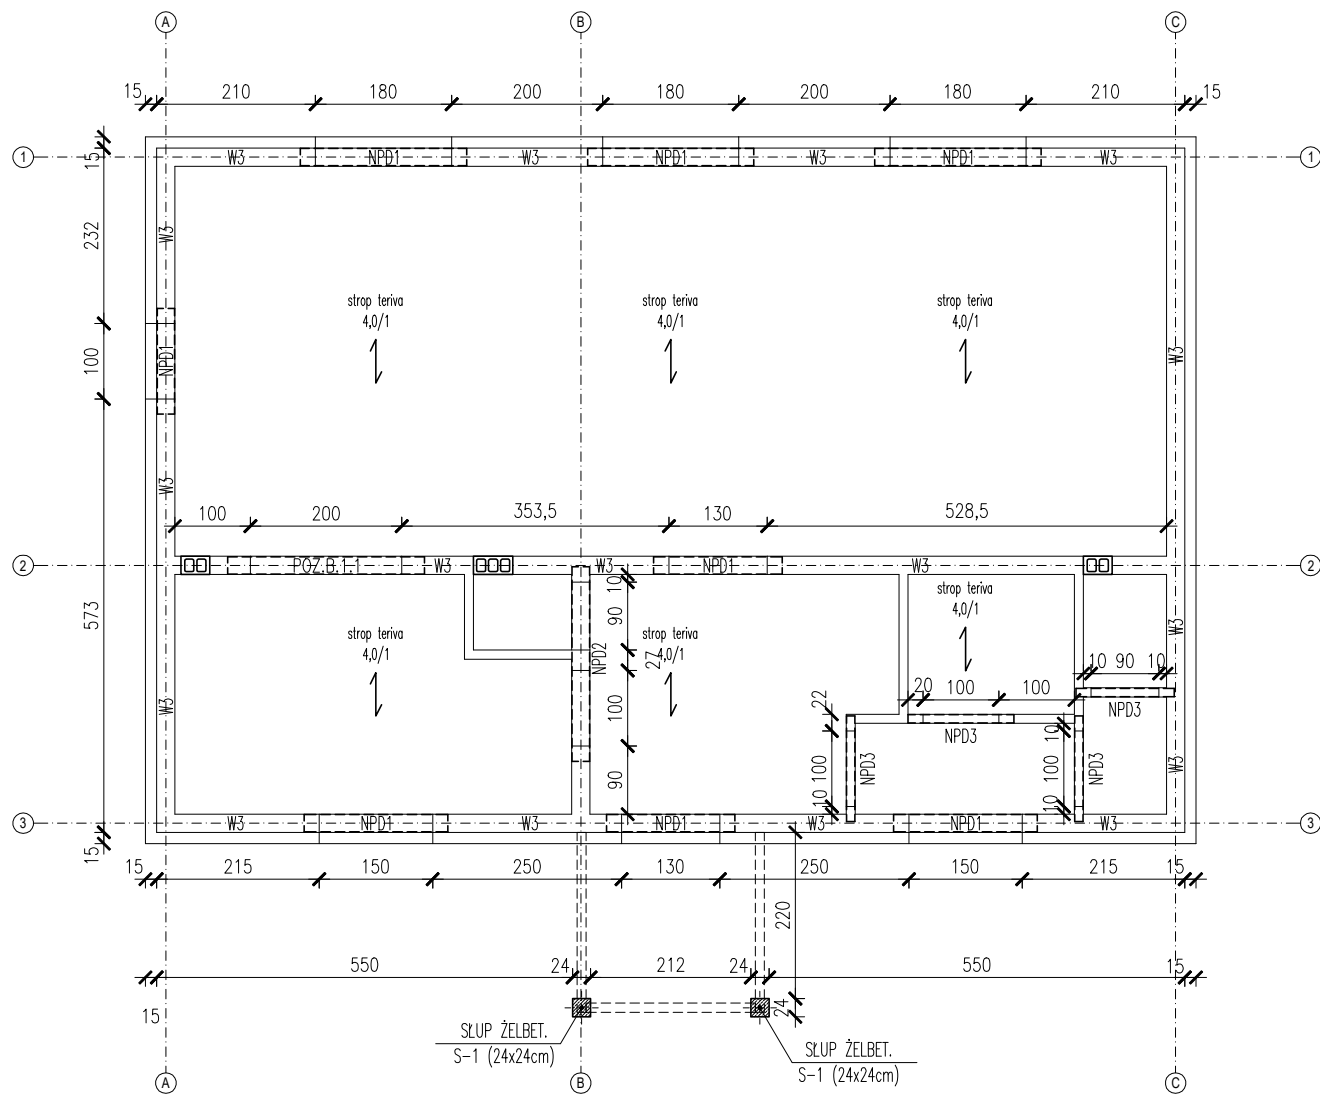 A B C
15 210 180 200 180 200 180 210 15
1 W3 NPD1 W3 NPD1 W3 NPD1 W3 1
15
232
W3
strop teriva
4,0/1
strop teriva
4,0/1
strop teriva
4,0/1
100
NPD1
W3
W3
100 200 353,5 130 528,5
2 POZ.B.1.1 W3 W3 NPD1 W3 2
573
10
90
27
100
90
NPD2
strop teriva
4,0/1
strop teriva
4,0/1
strop teriva
4,0/1
W3
W3
10 90 10
NPD3
20 100 100
NPD3
22
100
10
NPD3
10
100
10
NPD3
W3
3 W3 NPD1 W3 NPD1 W3 NPD1 W3 3
15
15 215 150 250 130 250 150 215 15
220
550 24 212 24 550 15
15
24
SŁUP ŻELBET.
S-1 (24x24cm)
SŁUP ŻELBET.
S-1 (24x24cm)
A B C